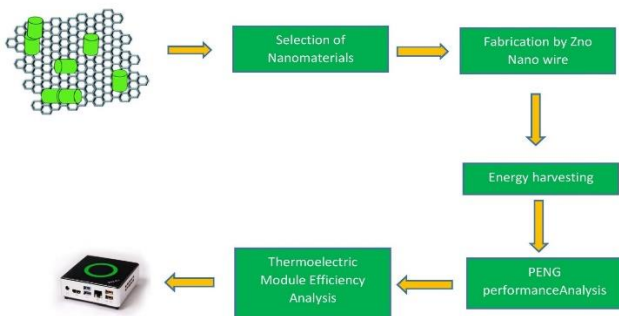 Selection of
Nanomaterials
Fabrication by Zno
Nano wire
Energy harvesting
PENG
performanceAnalysis
Thermoelectric
Module Efficiency
Analysis